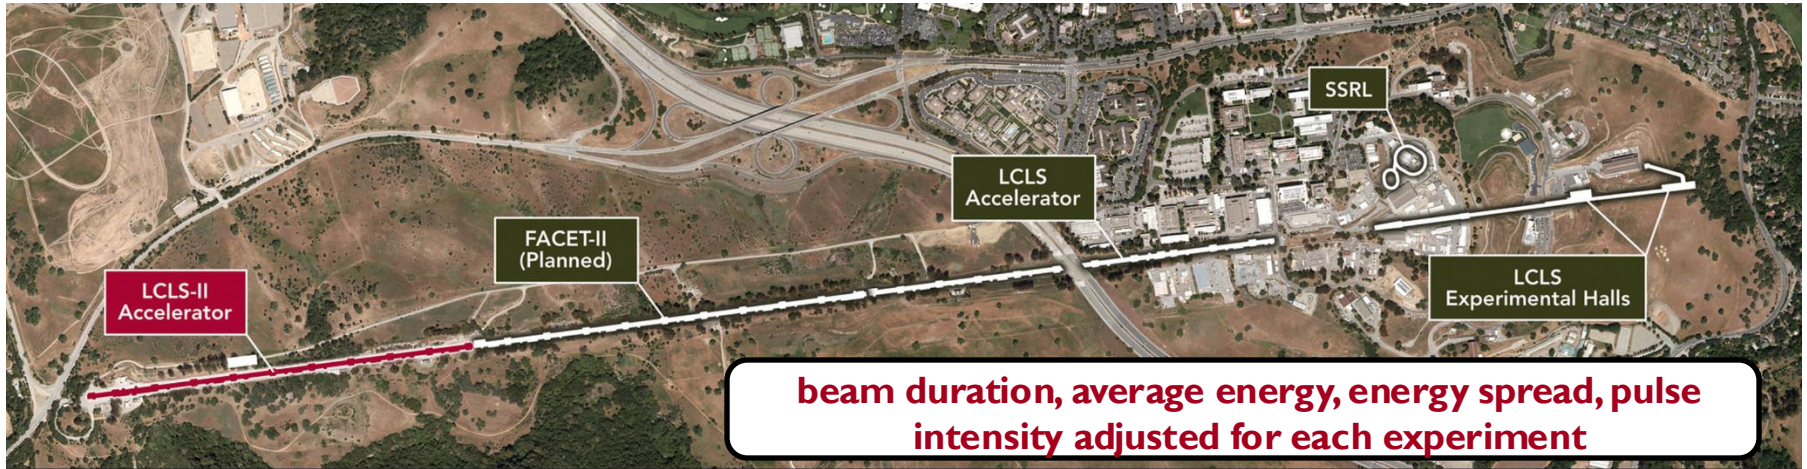 SSRL
LCLS
Accelerator
FACET-II
(Planned)
LCLS-II
Accelerator
LCLS
Experimental Halls
beam duration, average energy, energy spread, pulse
intensity adjusted for each experiment